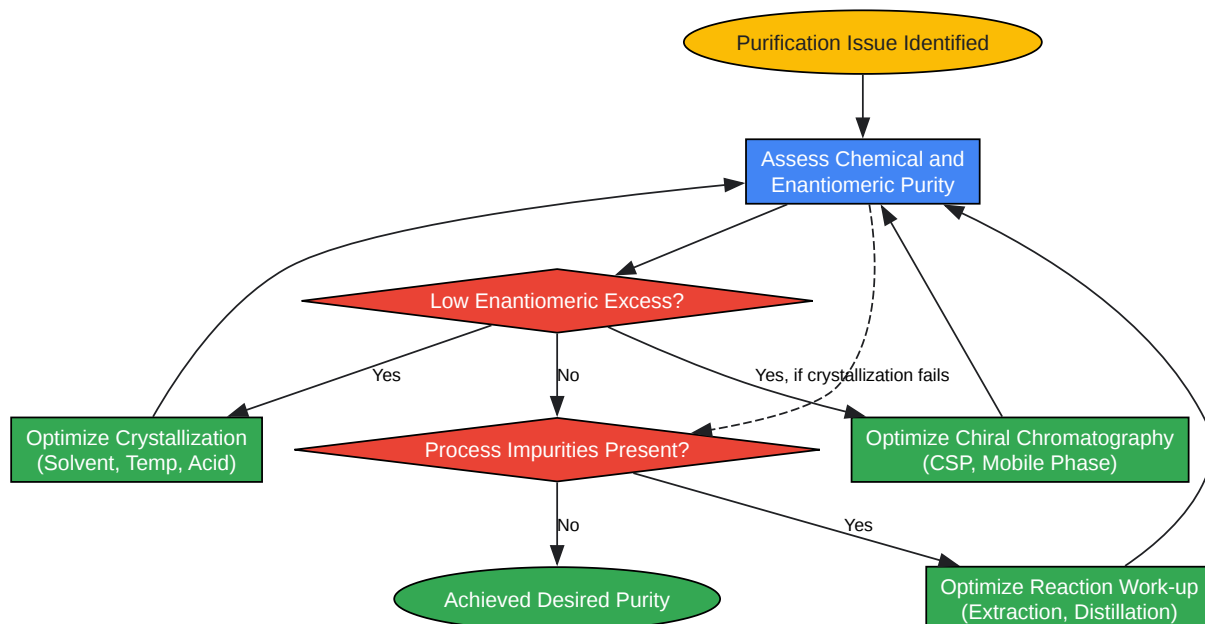 Purification Issue Identified
Assess Chemical and
Enantiomeric Purity
Low Enantiomeric Excess?
Yes
No
Yes, if crystallization fails
Optimize Crystallization
(Solvent, Temp, Acid)
Process Impurities Present?
Optimize Chiral Chromatography
(CSP, Mobile Phase)
No
Yes
Achieved Desired Purity
Optimize Reaction Work-up
(Extraction, Distillation)